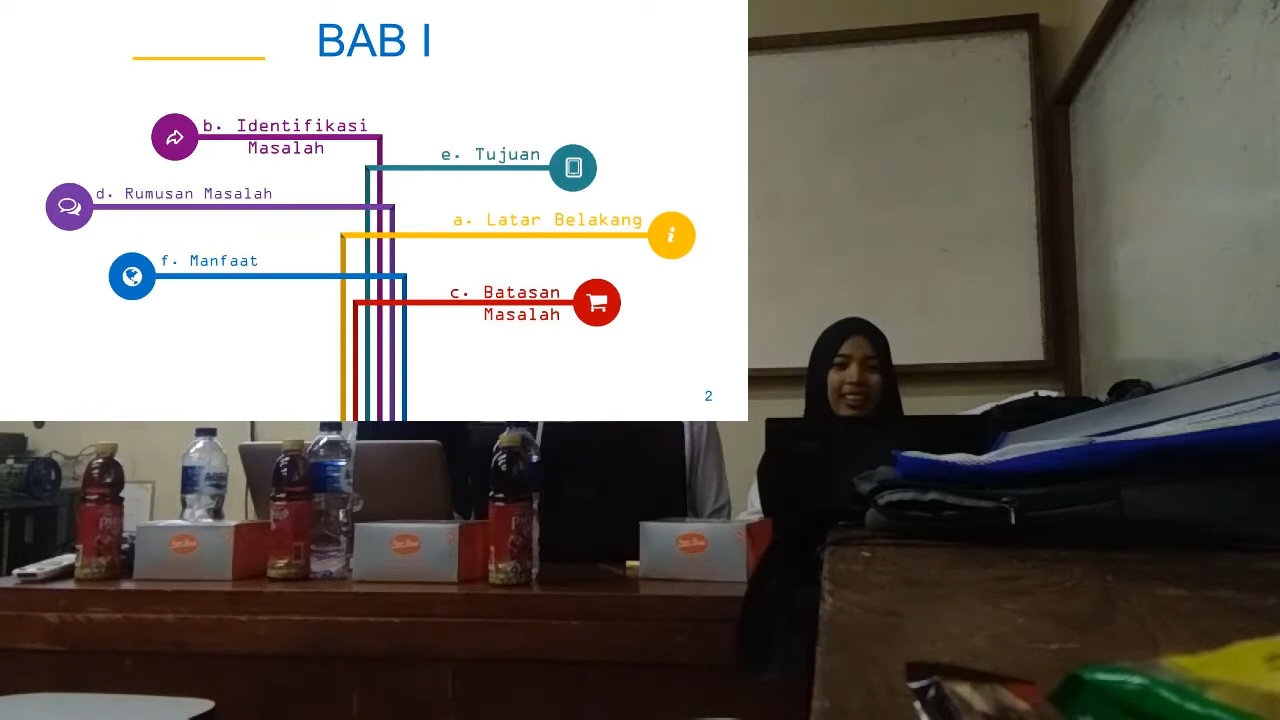 BAB I
b. Identifikasi
Masalah
e. Tujuan
d. Rumusan Masalah
a. Latar Belakang
f. Manfaat
c. Batasan
Masalah
2